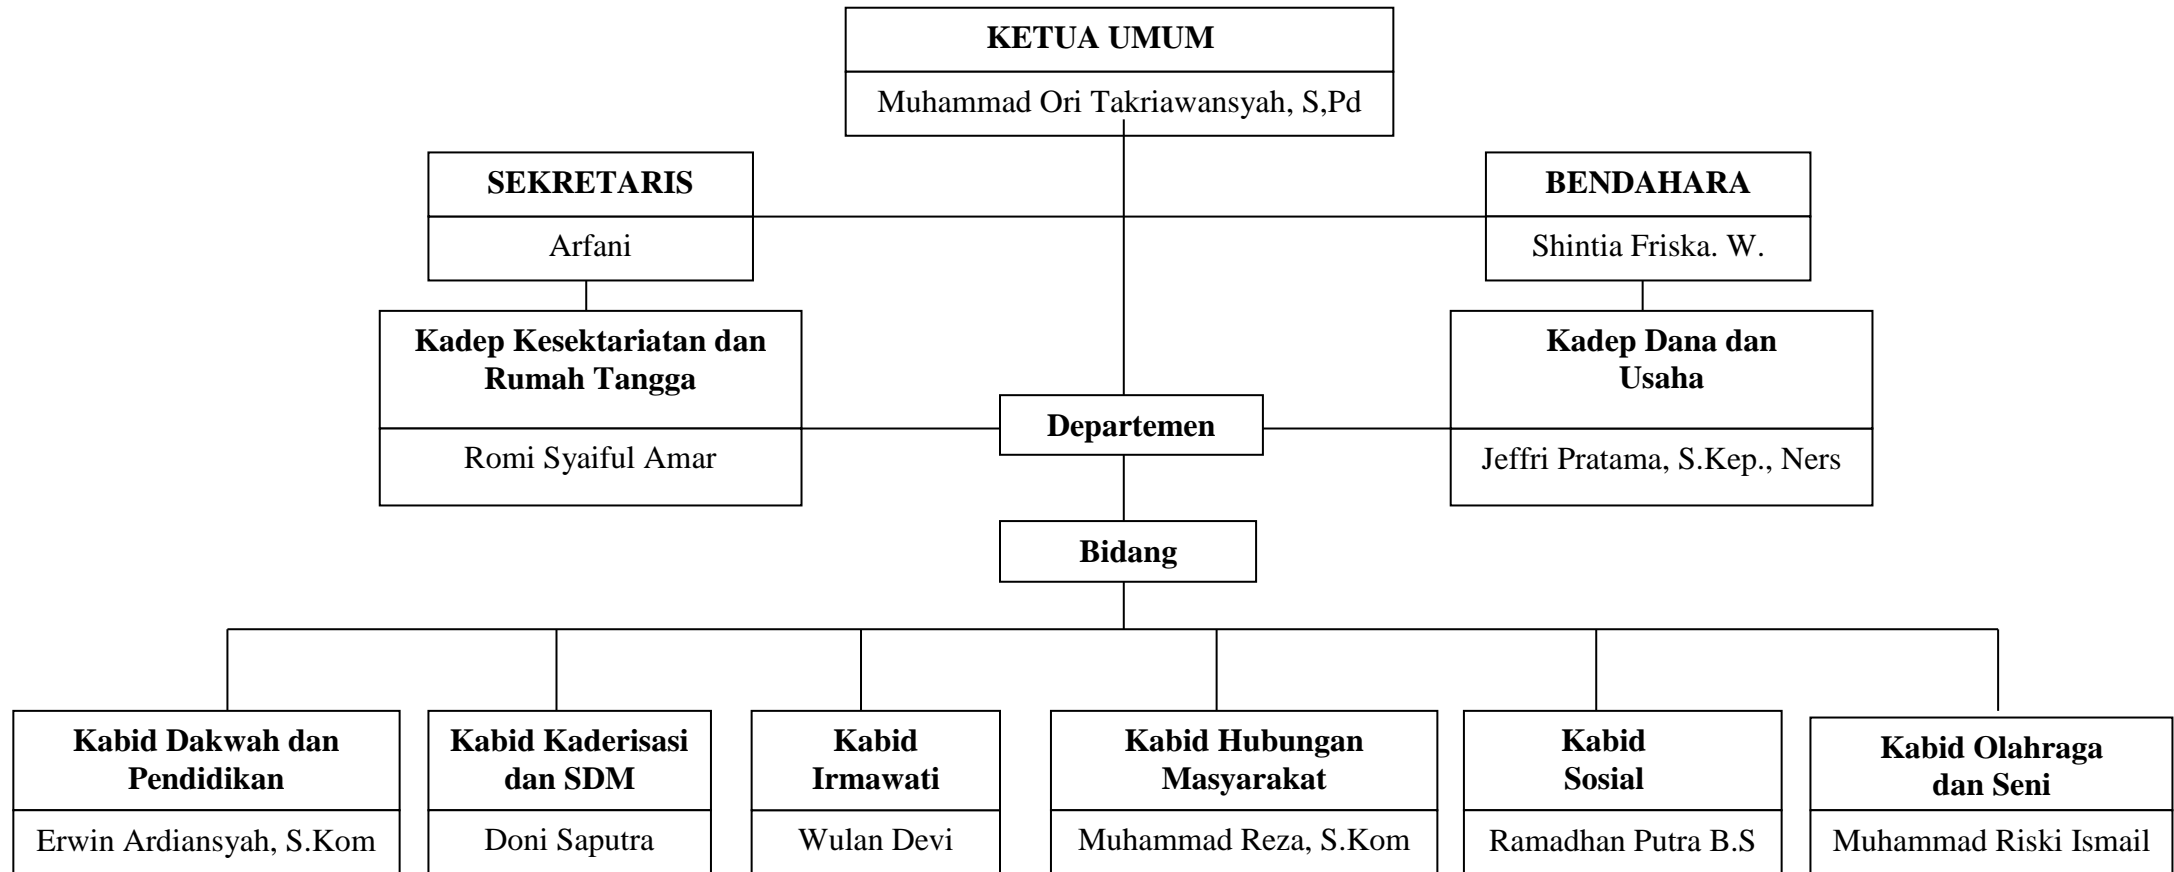 KETUA UMUM
Muhammad Ori Takriawansyah, S,Pd
SEKRETARIS
Arfani
BENDAHARA
Shintia Friska. W.
Kadep Kesektariatan dan
Rumah Tangga
Romi Syaiful Amar
Kadep Dana dan
Usaha
Jeffri Pratama, S.Kep., Ners
Departemen
Bidang
Kabid Dakwah dan
Pendidikan
Erwin Ardiansyah, S.Kom
Kabid Kaderisasi
dan SDM
Doni Saputra
Kabid
Irmawati
Wulan Devi
Kabid Hubungan
Masyarakat
Muhammad Reza, S.Kom
Kabid
Sosial
Ramadhan Putra B.S
Kabid Olahraga
dan Seni
Muhammad Riski Ismail